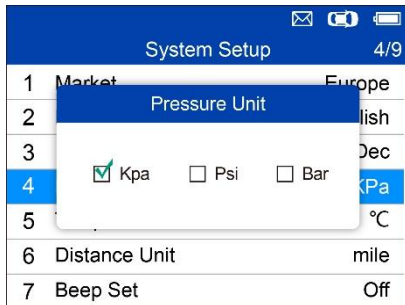 System Setup 4/9
1 Market Europe
Pressure Unit
2 lish
3 Dec
Kpa Psi Bar
4 KPa
5 °C
6 Distance Unit mile
7 Beep Set Off